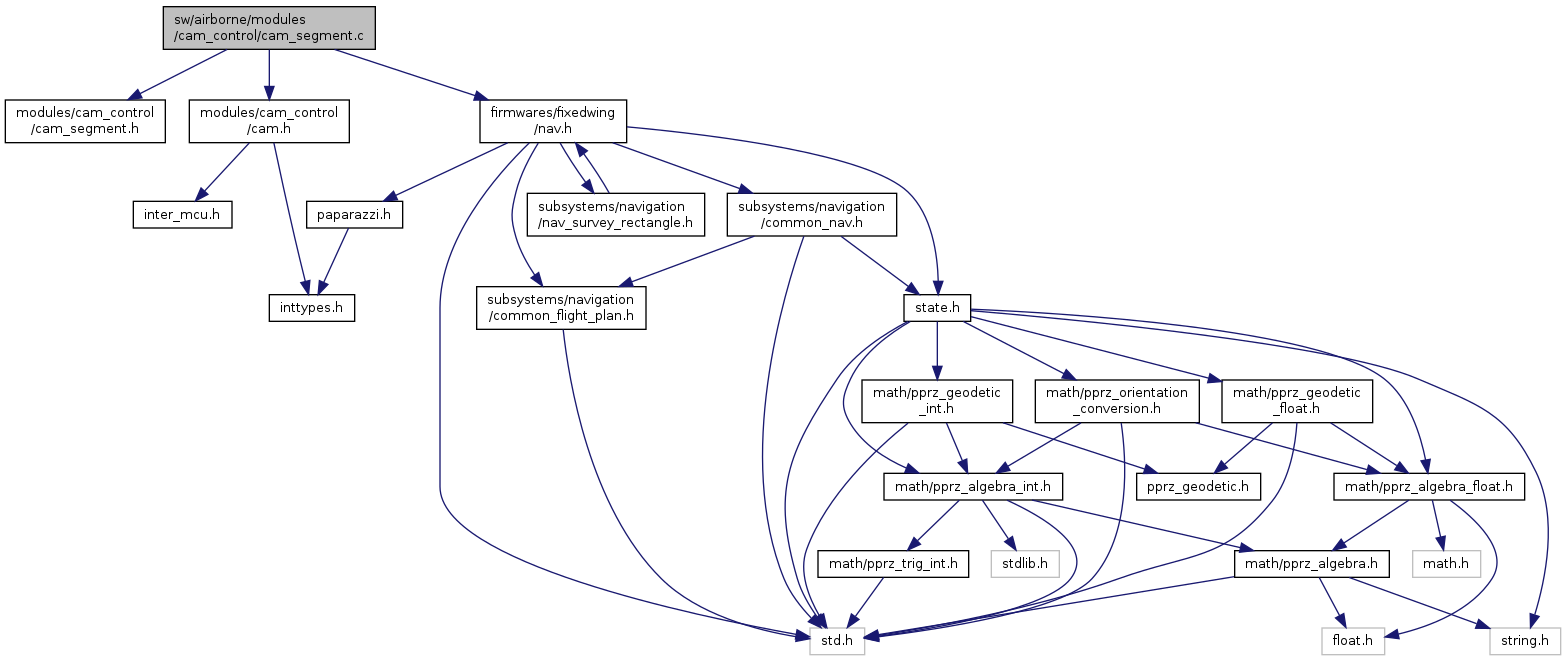 sw/airborne/modules
/cam_control/cam_segment.c
modules/cam_control
/cam_segment.h
modules/cam_control
/cam.h
firmwares/fixedwing
/nav.h
inter_mcu.h
paparazzi.h
subsystems/navigation
/nav_survey_rectangle.h
subsystems/navigation
/common_nav.h
inttypes.h
subsystems/navigation
/common_flight_plan.h
state.h
math/pprz_geodetic
_int.h
math/pprz_orientation
_conversion.h
math/pprz_geodetic
_float.h
math/pprz_algebra_int.h
pprz_geodetic.h
math/pprz_algebra_float.h
math/pprz_trig_int.h
stdlib.h
math/pprz_algebra.h
math.h
std.h
float.h
string.h